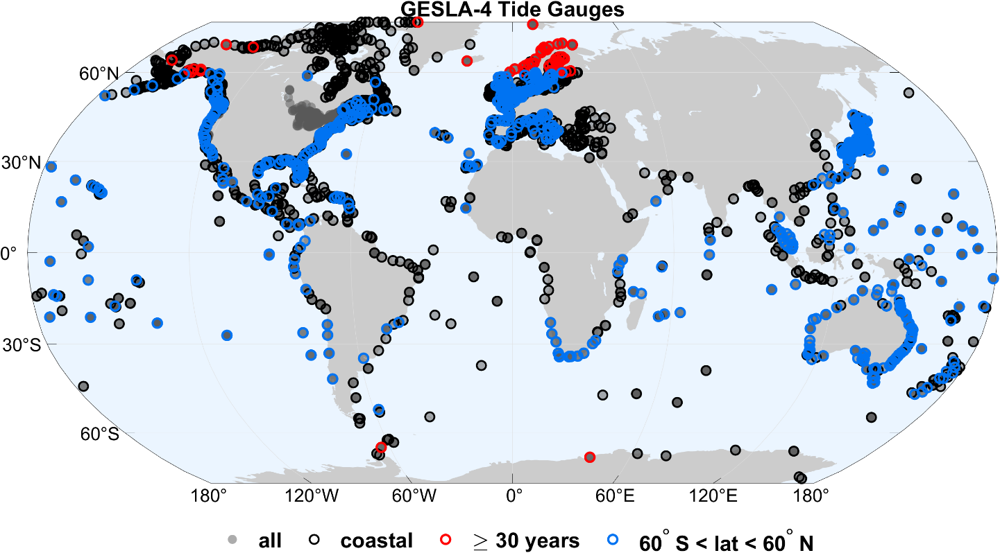 GESLA-4 Tide Gauges
60°N
30°N
0°
30°S
60°S
180° 120°W 60°W 0° 60°E 120°E 180°
all coastal ≥ 30 years 60° S < lat < 60° N